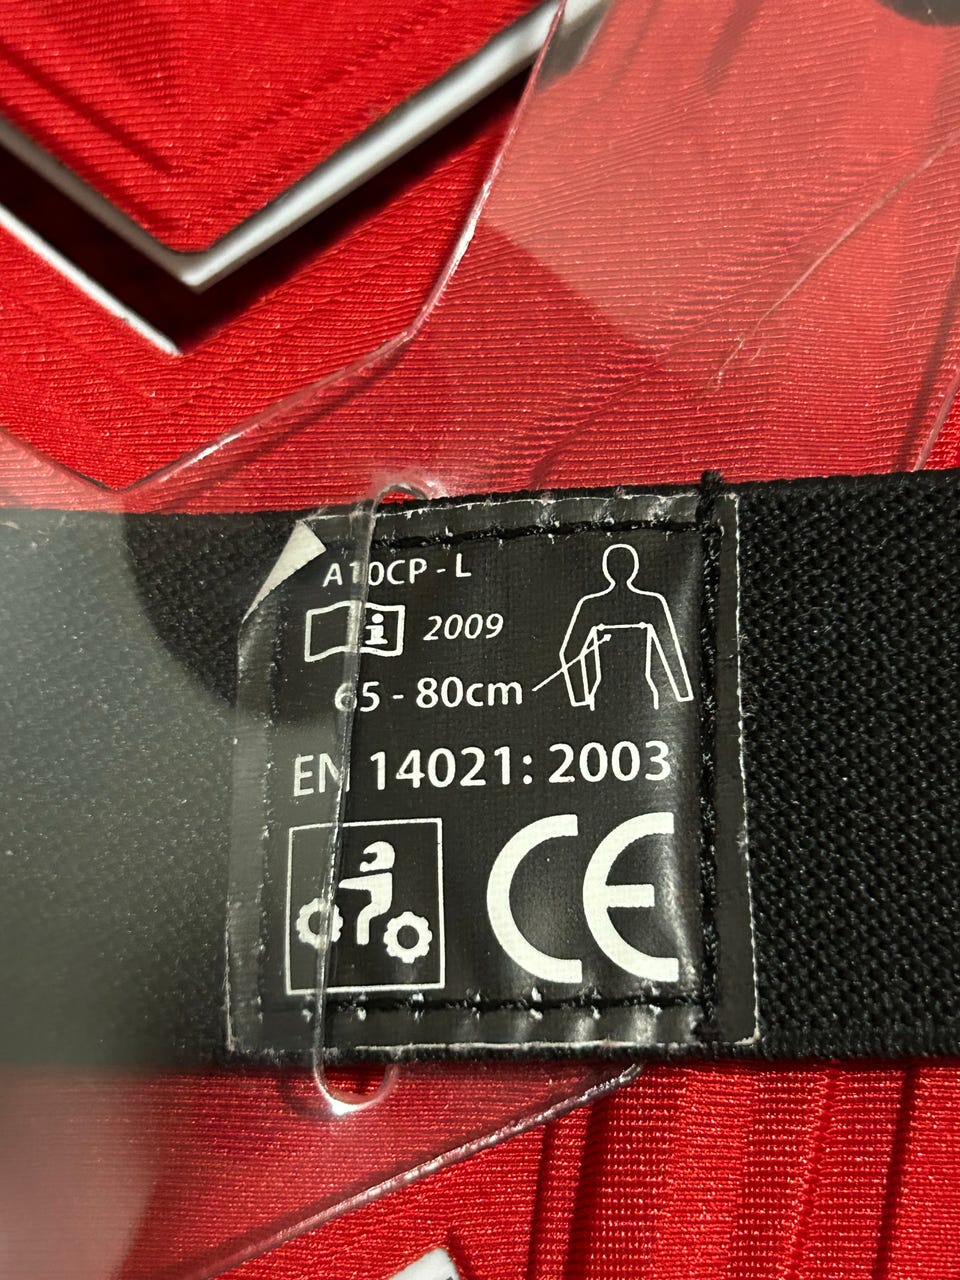 A10CP - L
i 2009
65 - 80cm
EN 14021: 2003
CE